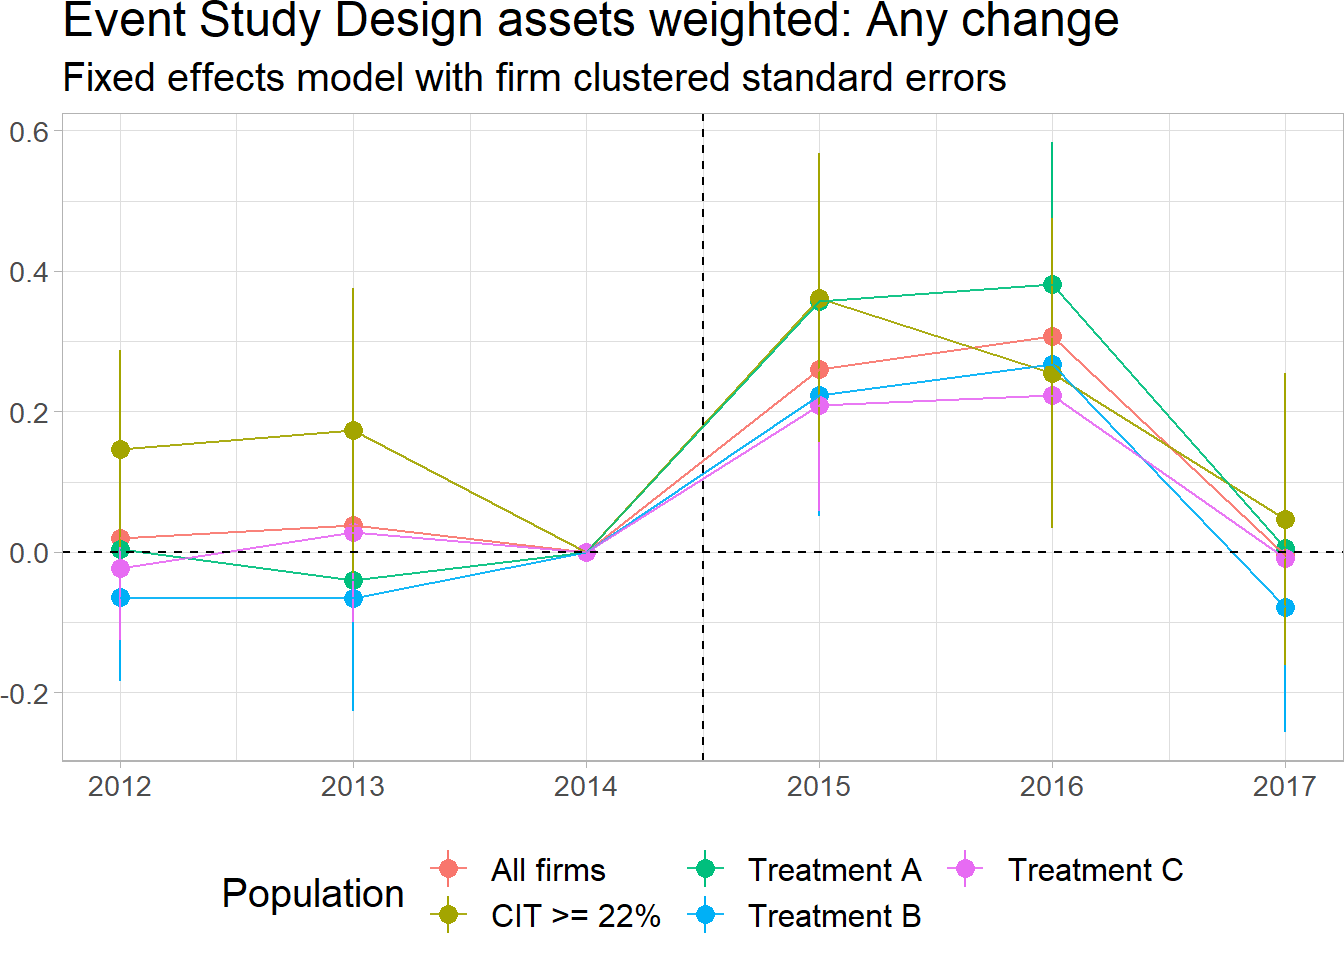 Event Study Design assets weighted: Any change
Fixed effects model with firm clustered standard errors
0.6
0.4
0.2
0.0
-0.2
2012 2013 2014 2015 2016 2017
Population
All firms Treatment A Treatment C
CIT >= 22% Treatment B